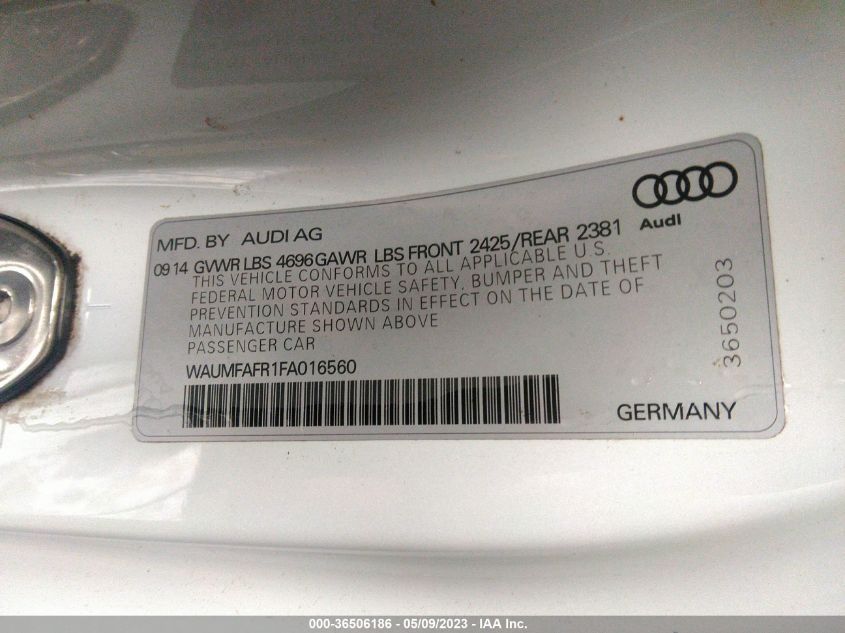 MFD. BY AUDI AG
0914 GVWR LBS 4696 GAWR LBS FRONT 2425/REAR 2381
THIS VEHICLE CONFORMS TO ALL APPLICABLE U.S.
FEDERAL MOTOR VEHICLE SAFETY, BUMPER AND THEFT
PREVENTION STANDARDS IN EFFECT ON THE DATE OF
MANUFACTURE SHOWN ABOVE
PASSENGER CAR
WAUMFAFR1FA016560
Audi
3650203
GERMANY
000-36506186 - 05/09/2023 - IAA Inc.